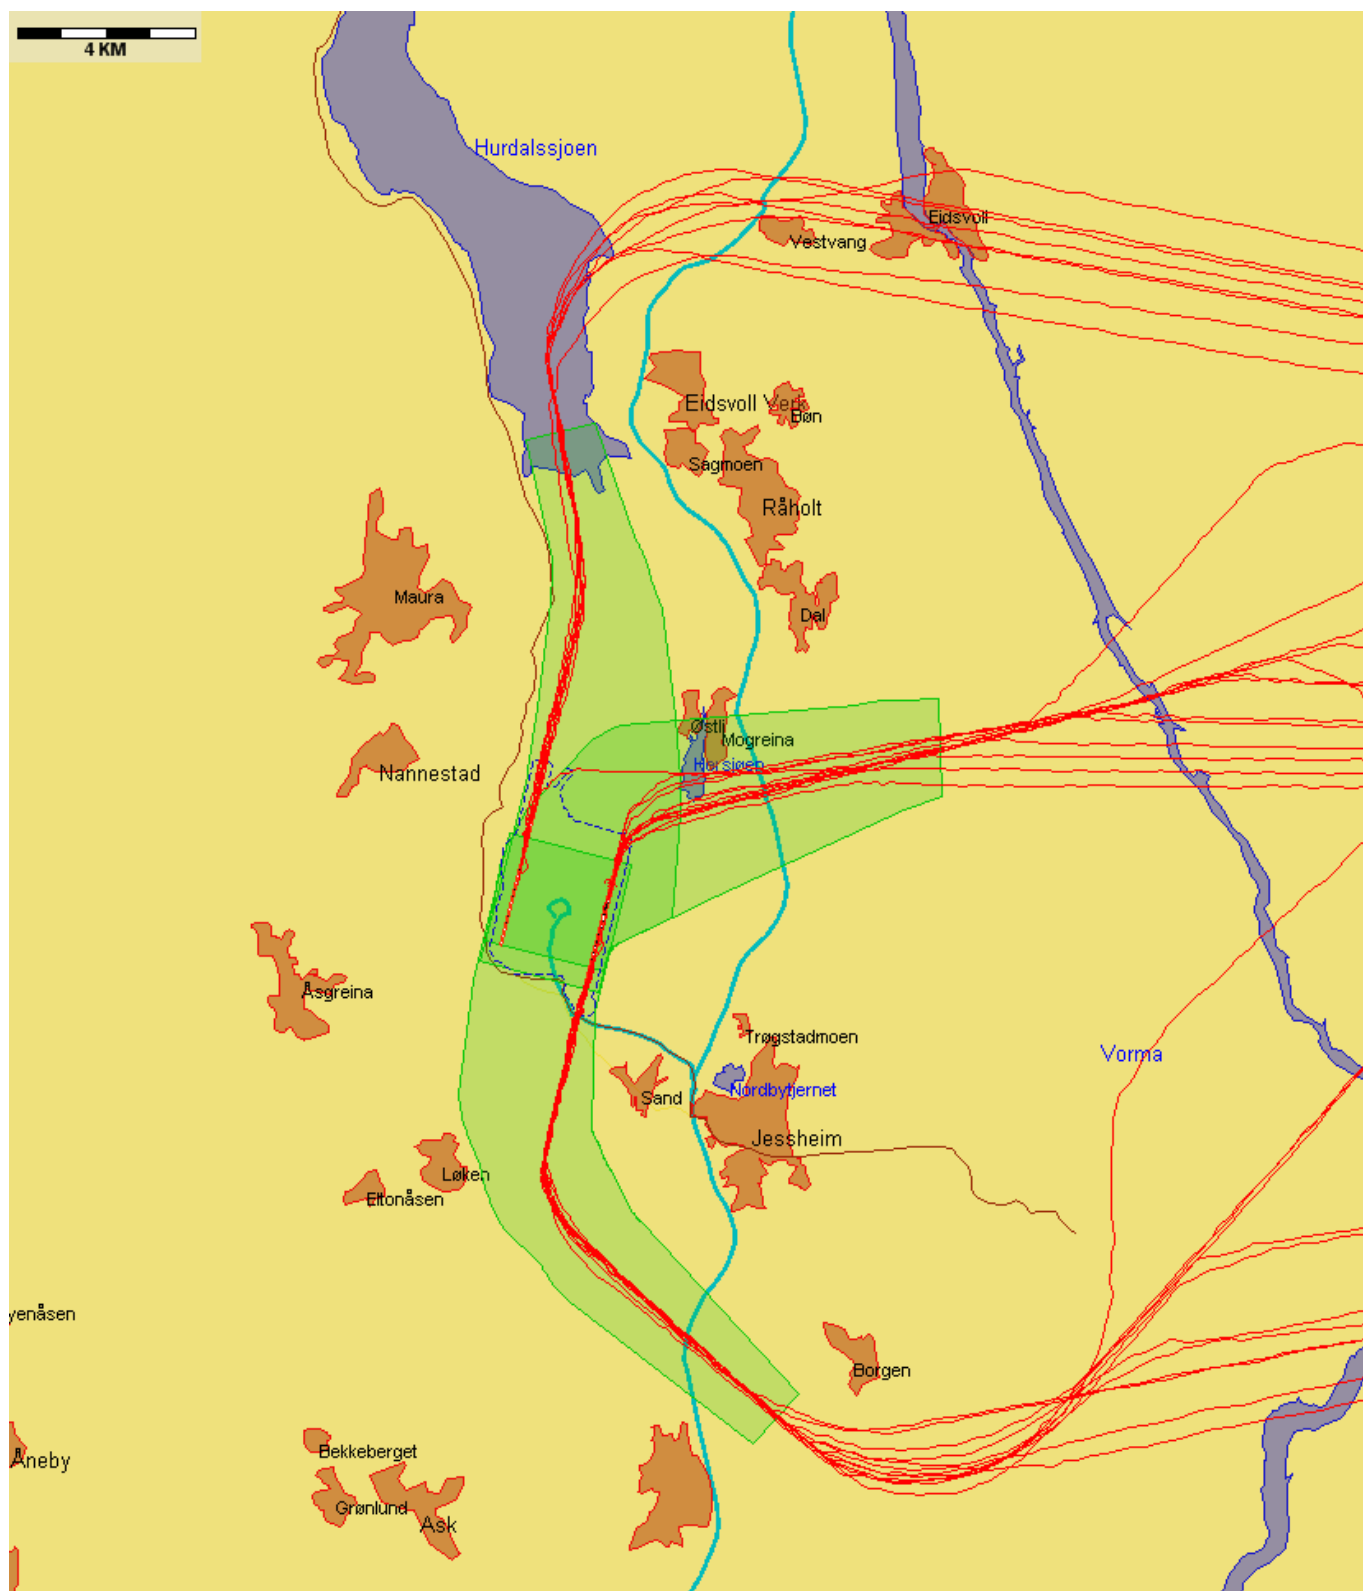 4 KM
Hurdalssjoen
Eidsvoll
Vestvang
Eidsvoll Verk
Bøn
Sagmoen
Råholt
Maura
Dal
Østli
Mogreina
Hersjøen
Nannestad
Åsgreina
Trøgstadmoen
Vorma
Nordbytjernet
Sand
Jessheim
Løken
Eltonåsen
yenåsen
Borgen
Bekkeberget
Åneby
Grønlund
Ask